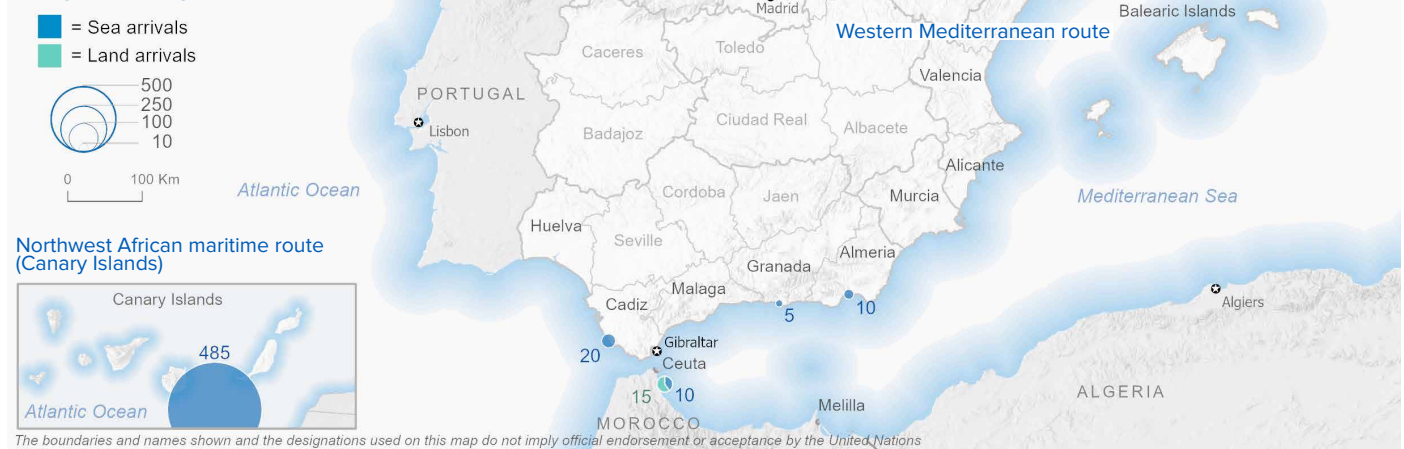 = Sea arrivals
= Land arrivals
500
250
100
10
0 100 Km
Madrid
Balearic Islands
Western Mediterranean route
Caceres
Toledo
Valencia
PORTUGAL
Lisbon
Badajoz
Ciudad Real
Albacete
Alicante
Atlantic Ocean
Cordoba
Jaen
Murcia
Mediterranean Sea
Huelva
Seville
Almeria
Granada
Malaga
Cadiz
Algiers
5
10
20
Gibraltar
Ceuta
15
10
ALGERIA
Melilla
MOROCCO
Northwest African maritime route
(Canary Islands)
Canary Islands
485
Atlantic Ocean
The boundaries and names shown and the designations used on this map do not imply official endorsement or acceptance by the United Nations